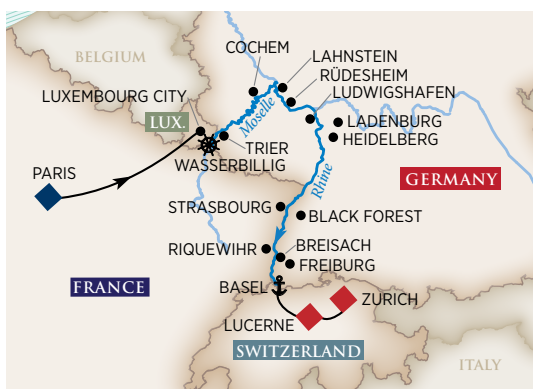 BELGIUM
COCHEM
LAHNSTEIN
RÜDESHEIM
LUDWIGSHAFEN
LUXEMBOURG CITY
LUX.
Moselle
LADENBURG
HEIDELBERG
TRIER
WASSERBILLIG
PARIS
Rhine
GERMANY
STRASBOURG
BLACK FOREST
RIQUEWIHR
BREISACH
FREIBURG
FRANCE
BASEL
ZURICH
LUCERNE
SWITZERLAND
ITALY